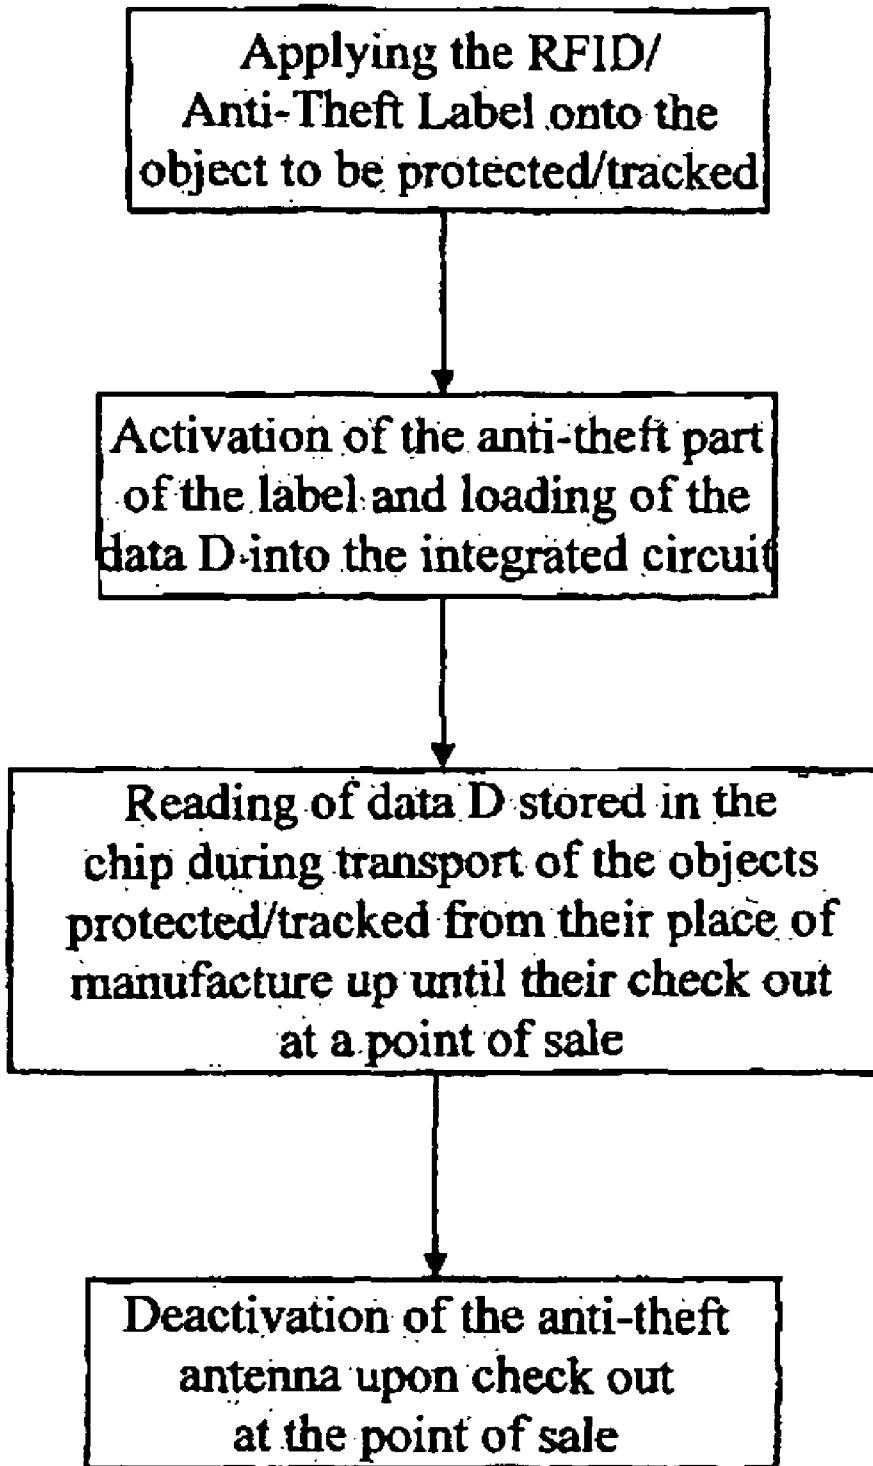 Applying the RFID/
Anti-Theft Label onto the
object to be protected/tracked
Activation of the anti-theft part
of the label and loading of the
data D into the integrated circuit
Reading of data D stored in the
chip during transport of the objects
protected/tracked from their place of
manufacture up until their check out
at a point of sale
Deactivation of the anti-theft
antenna upon check out
at the point of sale